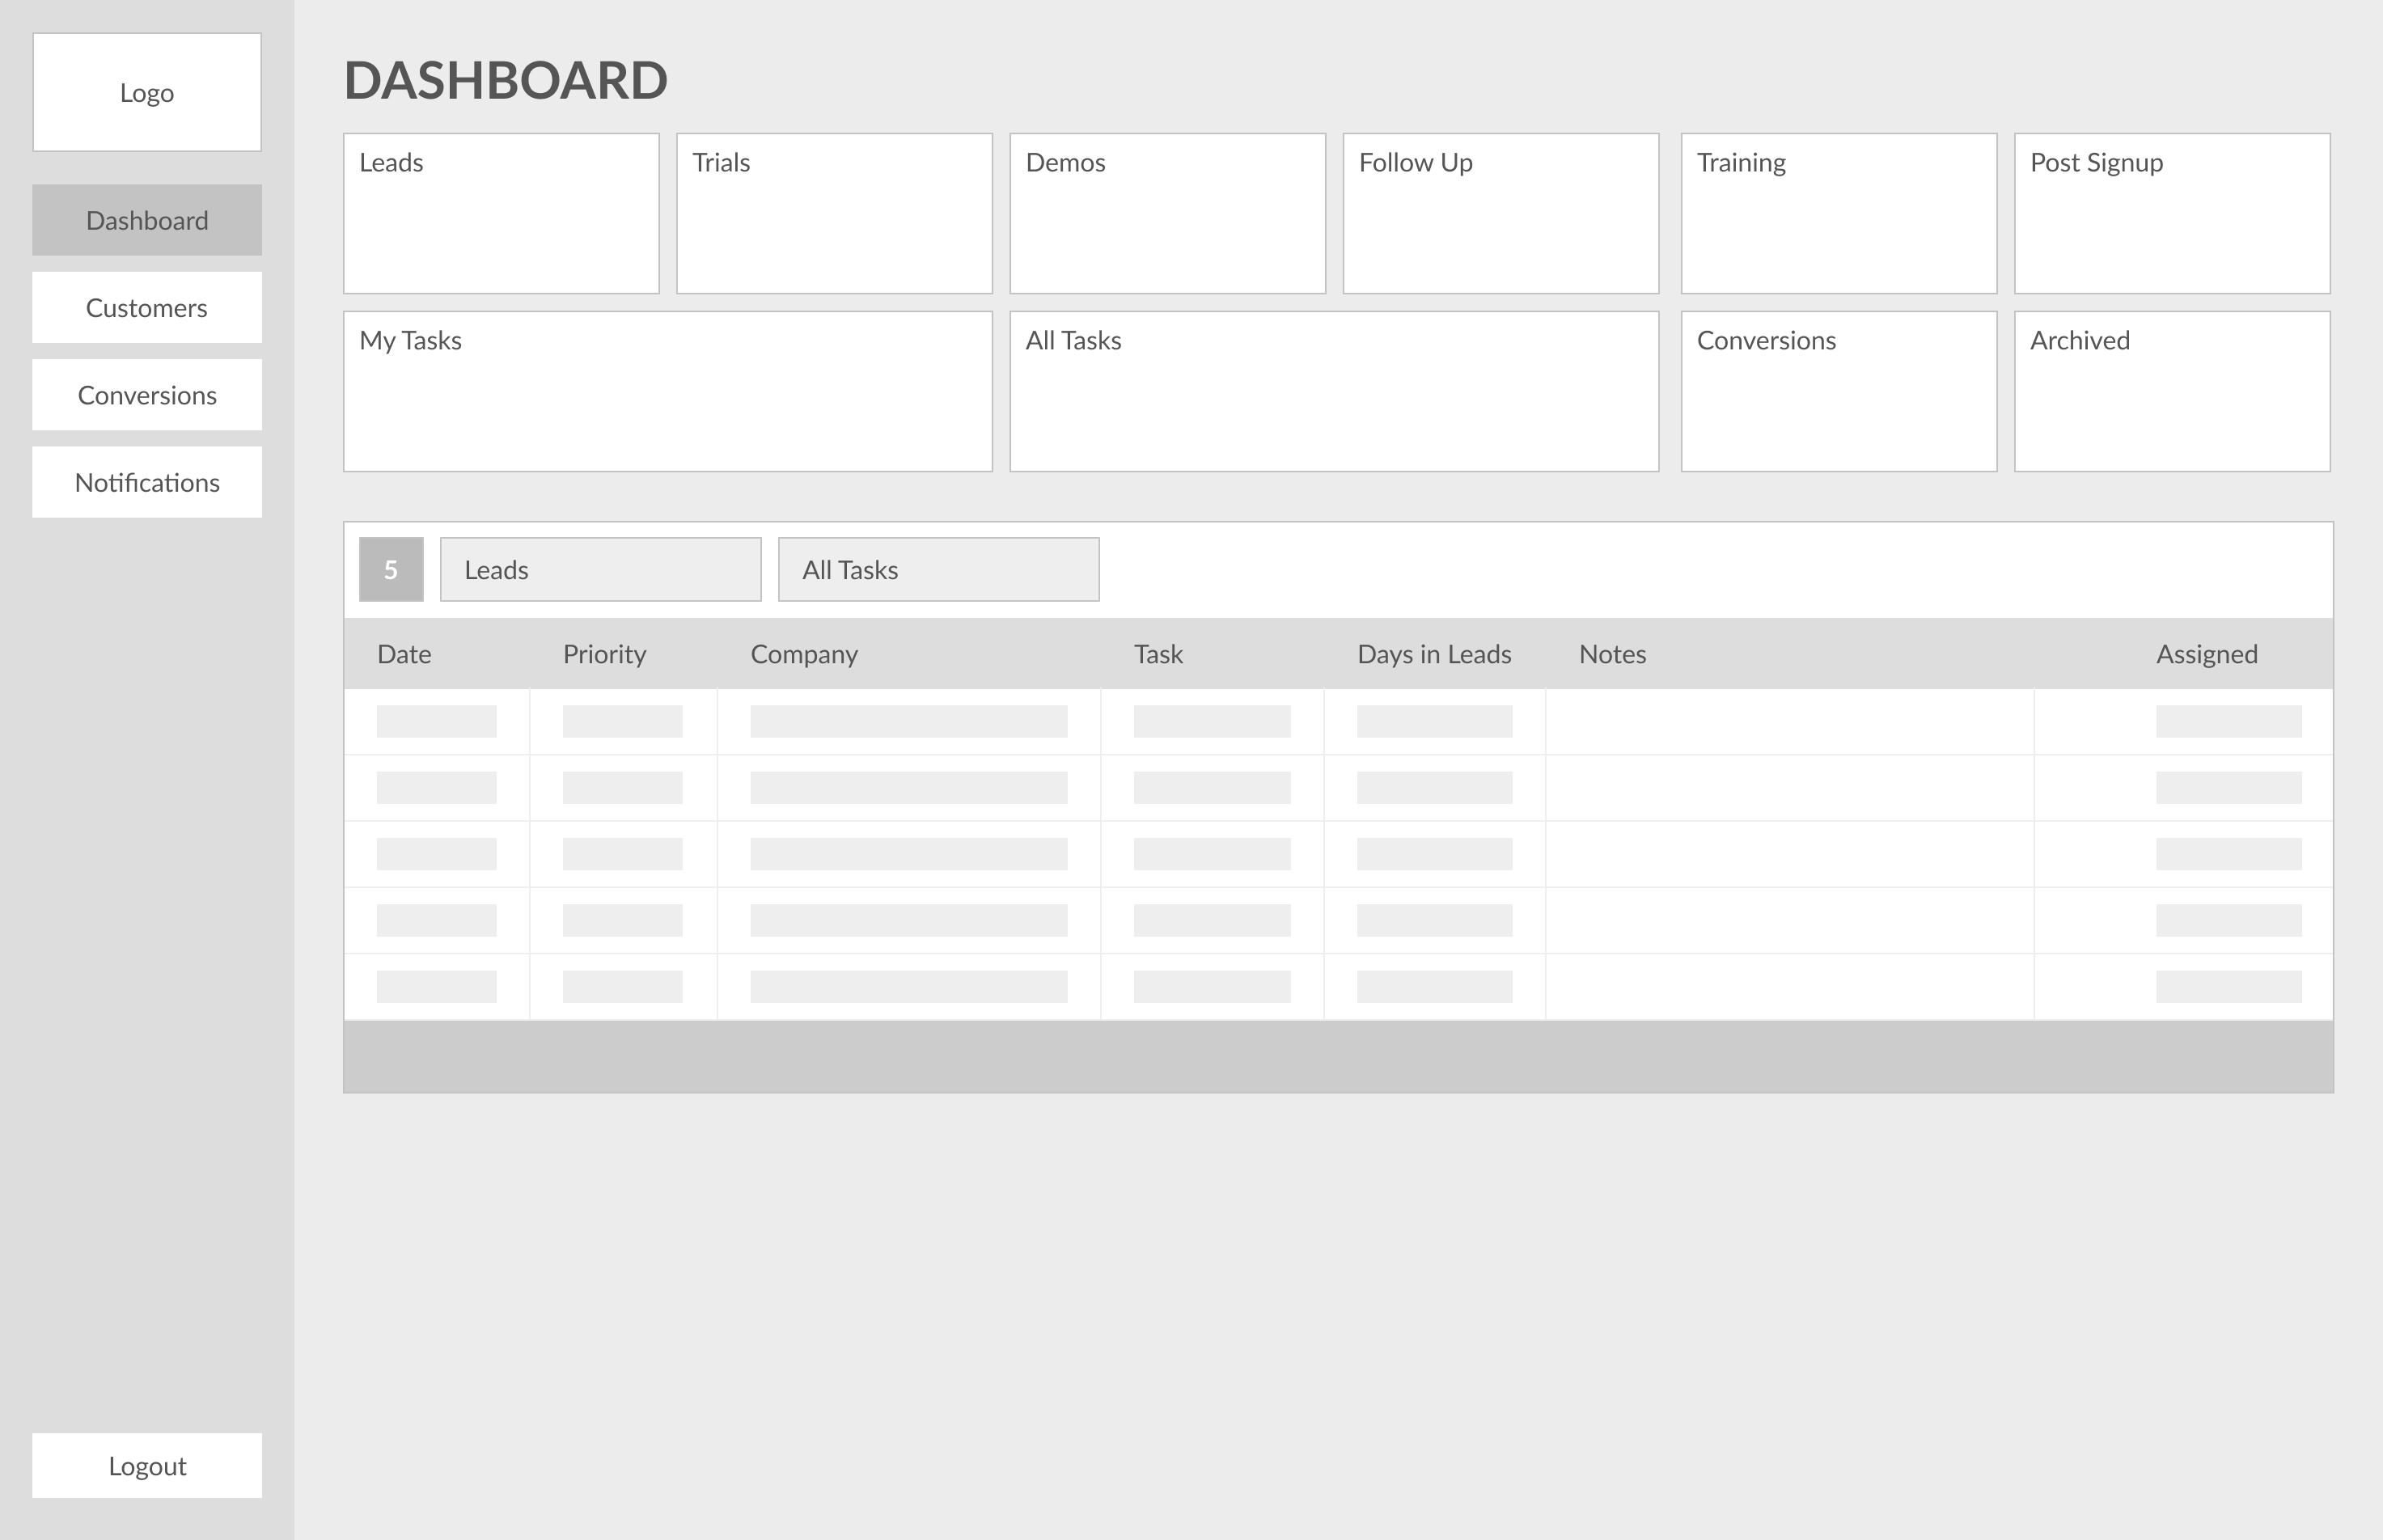 Logo
Dashboard
Customers
Conversions
Notifications
Logout
DASHBOARD
Leads
Trials
Demos
Follow Up
Training
Post Signup
My Tasks
All Tasks
Conversions
Archived
5
Leads
All Tasks
Date
Priority
Company
Task
Days in Leads
Notes
Assigned